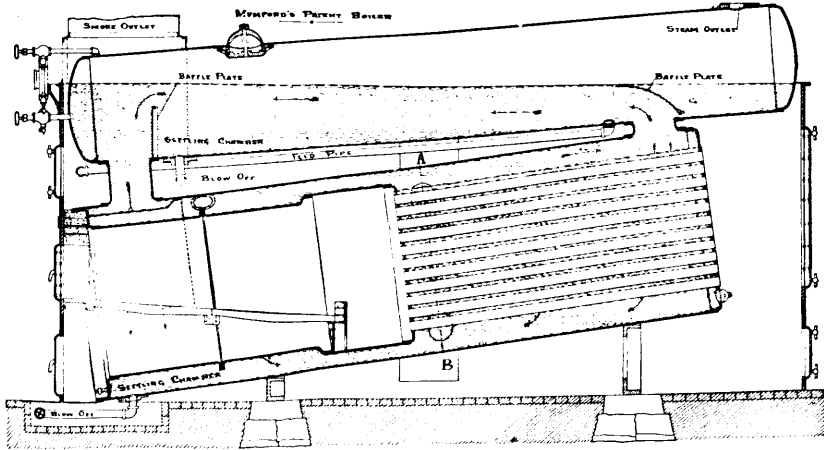 SMOKE OUTLET
MUMFORD'S PATENT BOILER
STEAM OUTLET
BAFFLE PLATE
BAFFLE PLATE
SETTLING CHAMBER
FEED PIPE
A
C
BLOW OFF
B
SETTLING CHAMBER
BLOW OFF